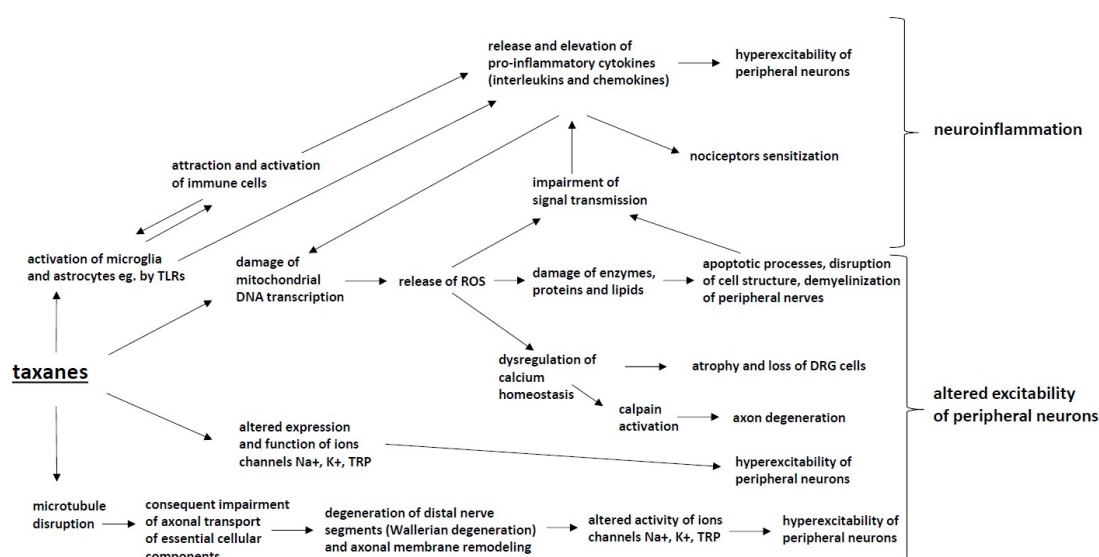 release and elevation of
pro-inflammatory cytokines
(interleukins and chemokines)
hyperexcitability of
peripheral neurons
neuroinflammation
nociceptors sensitization
attraction and activation
of immune cells
impairment of
signal transmission
activation of microglia
and astrocytes eg. by TLRs
damage of
mitochondrial
DNA transcription
release of ROS
damage of enzymes,
proteins and lipids
apoptotic processes, disruption
of cell structure, demyelinization
of peripheral nerves
taxanes
dysregulation of
calcium
homeostasis
atrophy and loss of DRG cells
calpain
activation
axon degeneration
altered excitability
of peripheral neurons
altered expression
and function of ions
channels Na+, K+, TRP
hyperexcitability of
peripheral neurons
microtubule
disruption
consequent impairment
of axonal transport
of essential cellular
components
degeneration of distal nerve
segments (Wallerian degeneration)
and axonal membrane remodeling
altered activity of ions
channels Na+, K+, TRP
hyperexcitability of
peripheral neurons